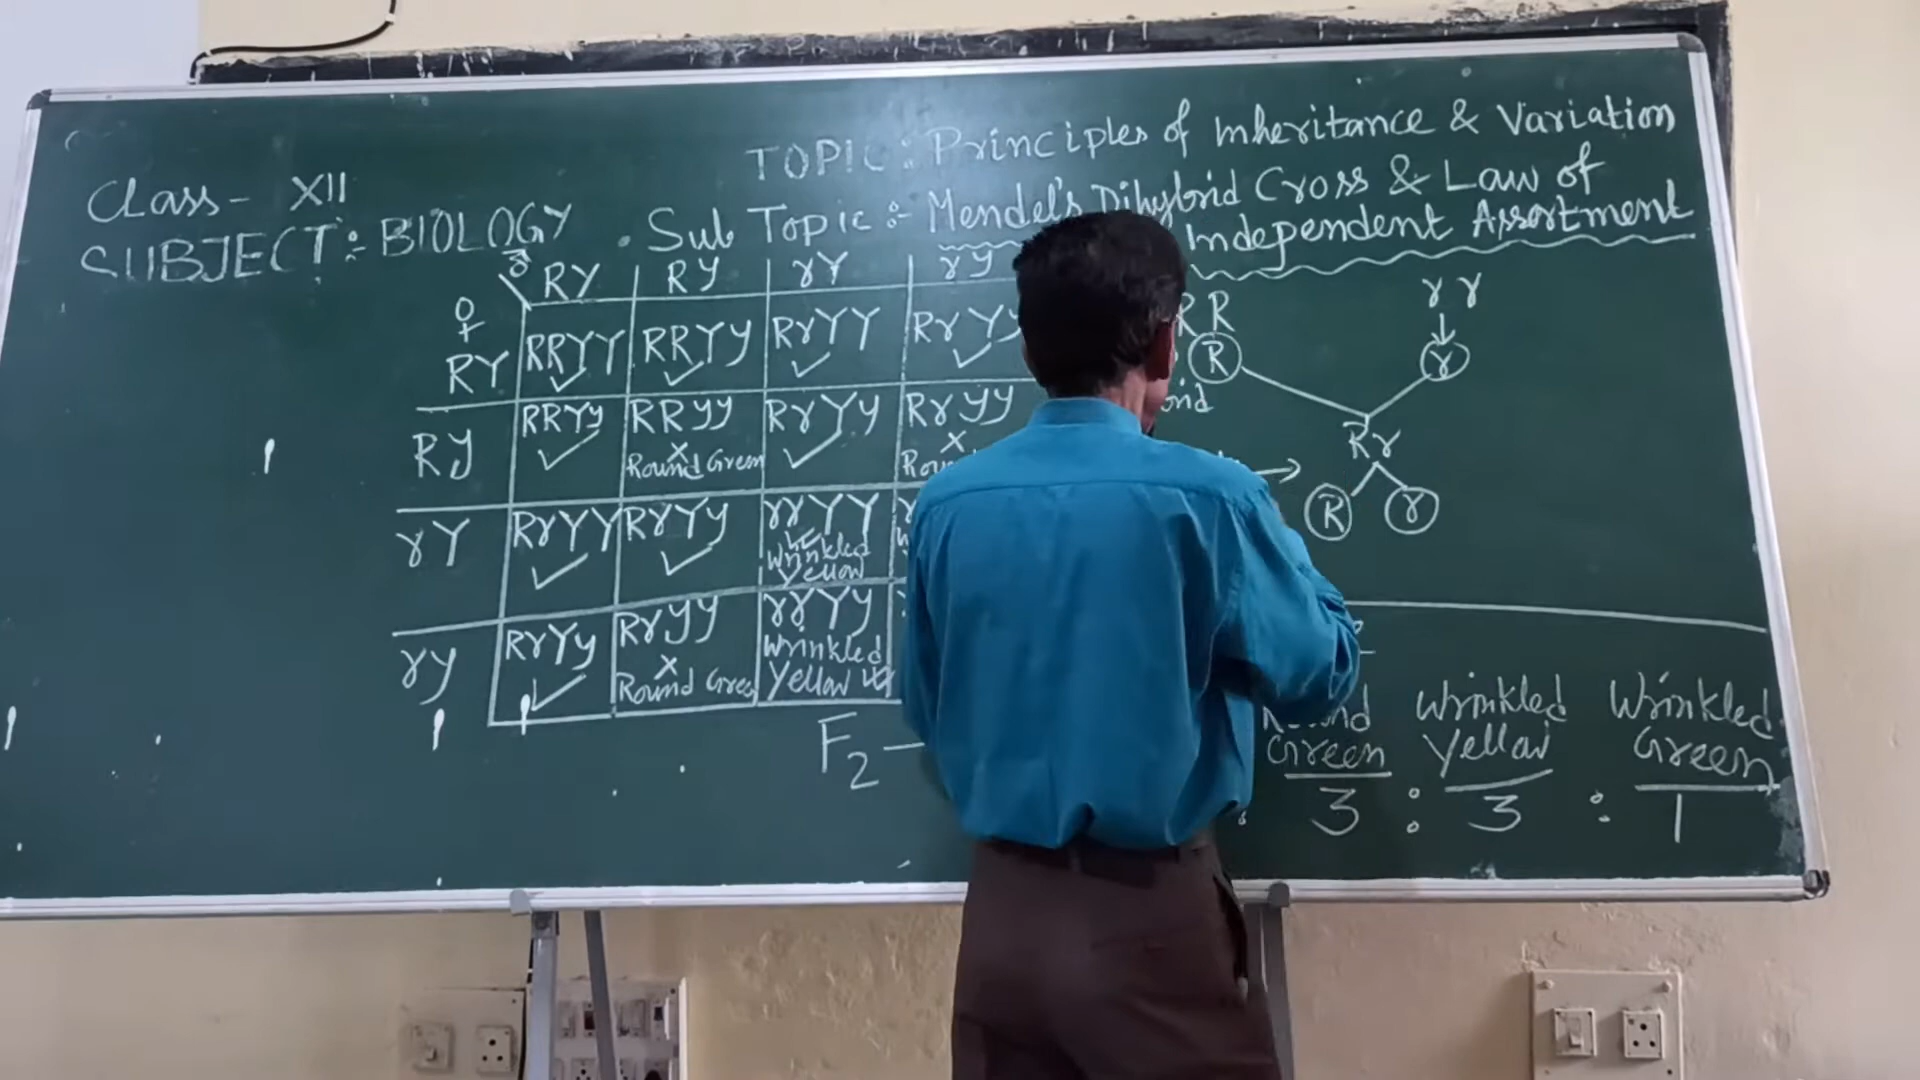 TOPIC : Principles of Inheritance & Variation
Class - XII
SUBJECT :- BIOLOGY . Sub Topic :- Mendel's Dihybrid Cross & Law of
Independent Assortment
♂ RY Ry rY ry
♀
RY RRYY RRYy RrYY RrYy
Ry RRYy RRyy RrYy Rryy
Round Green
rY RrYY RrYy rrYY
Wrinkled
Yellow
ry RrYy Rryy rrYy
Round Gree Wrinkled
Yellow
R R r r
R r
Rr
R r
F2 —
Round Wrinkled Wrinkled
Green Yellow Green
: 3 : 3 : 1